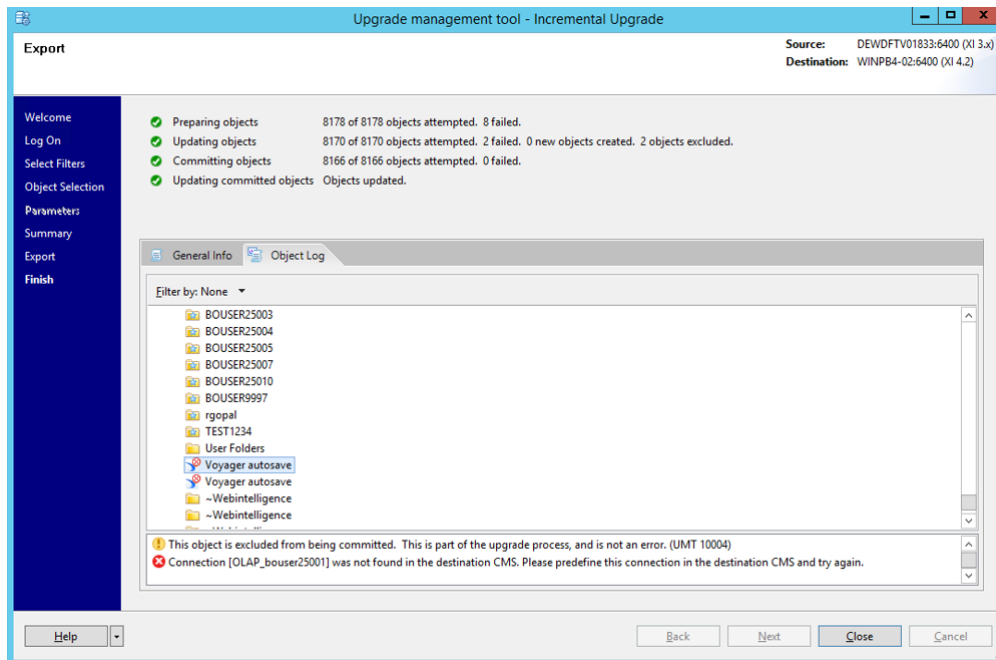 Upgrade management tool - Incremental Upgrade
x
Export
Source: DEWDFTV01833:6400 (XI 3.x)
Destination: WINPB4-02:6400 (XI 4.2)
Welcome
Log On
Select Filters
Object Selection
Parameters
Summary
Export
Finish
Preparing objects 8178 of 8178 objects attempted. 8 failed.
Updating objects 8170 of 8170 objects attempted. 2 failed. 0 new objects created. 2 objects excluded.
Committing objects 8166 of 8166 objects attempted. 0 failed.
Updating committed objects Objects updated.
General Info Object Log
Filter by: None
BOUSER25003
BOUSER25004
BOUSER25005
BOUSER25007
BOUSER25010
BOUSER9997
rgopal
TEST1234
User Folders
Voyager autosave
Voyager autosave
~Webintelligence
~Webintelligence
This object is excluded from being committed. This is part of the upgrade process, and is not an error. (UMT 10004)
Connection [OLAP_bouser25001] was not found in the destination CMS. Please predefine this connection in the destination CMS and try again.
Help Back Next Close Cancel